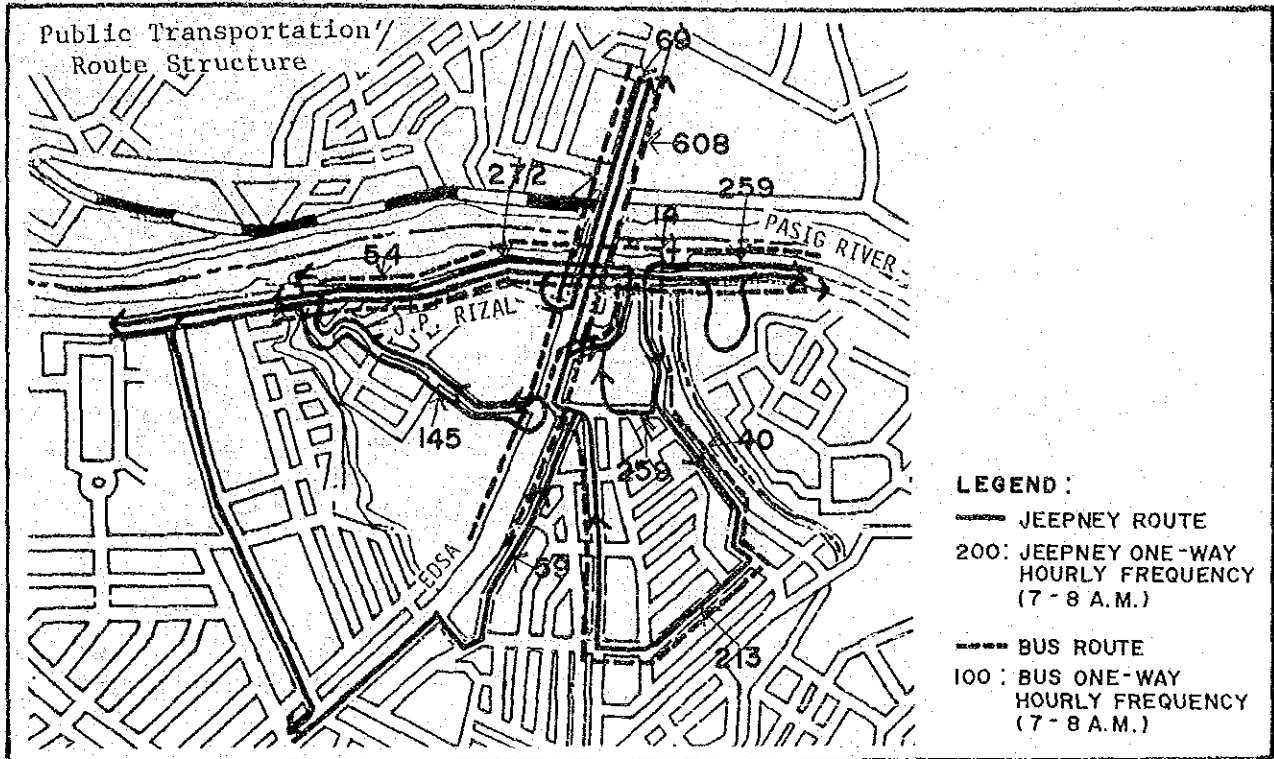 Public Transportation
Route Structure
69
608
272
259
14
PASIG RIVER
54
J.P. RIZAL
145
40
258
EDSA
59
213
LEGEND:
JEEPNEY ROUTE
200: JEEPNEY ONE-WAY
HOURLY FREQUENCY
(7-8 A.M.)
BUS ROUTE
100: BUS ONE-WAY
HOURLY FREQUENCY
(7-8 A.M.)